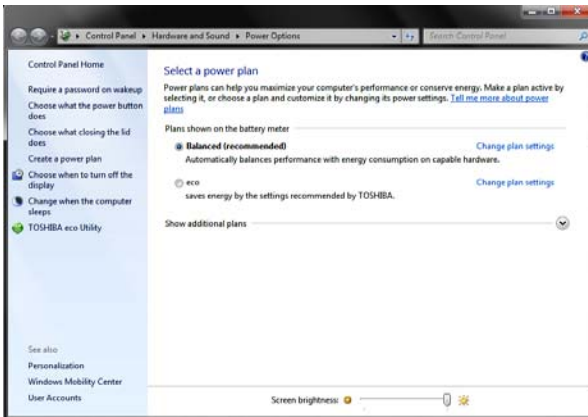 Control Panel ▸ Hardware and Sound ▸ Power Options
Search Control Panel
Control Panel Home
Require a password on wakeup
Choose what the power button
does
Choose what closing the lid
does
Create a power plan
Choose when to turn off the
display
Change when the computer
sleeps
TOSHIBA eco Utility
See also
Personalization
Windows Mobility Center
User Accounts
Select a power plan
Power plans can help you maximize your computer's performance or conserve energy. Make a plan active by
selecting it, or choose a plan and customize it by changing its power settings. Tell me more about power
plans
Plans shown on the battery meter
Balanced (recommended) Change plan settings
Automatically balances performance with energy consumption on capable hardware.
eco Change plan settings
saves energy by the settings recommended by TOSHIBA.
Show additional plans
Screen brightness: